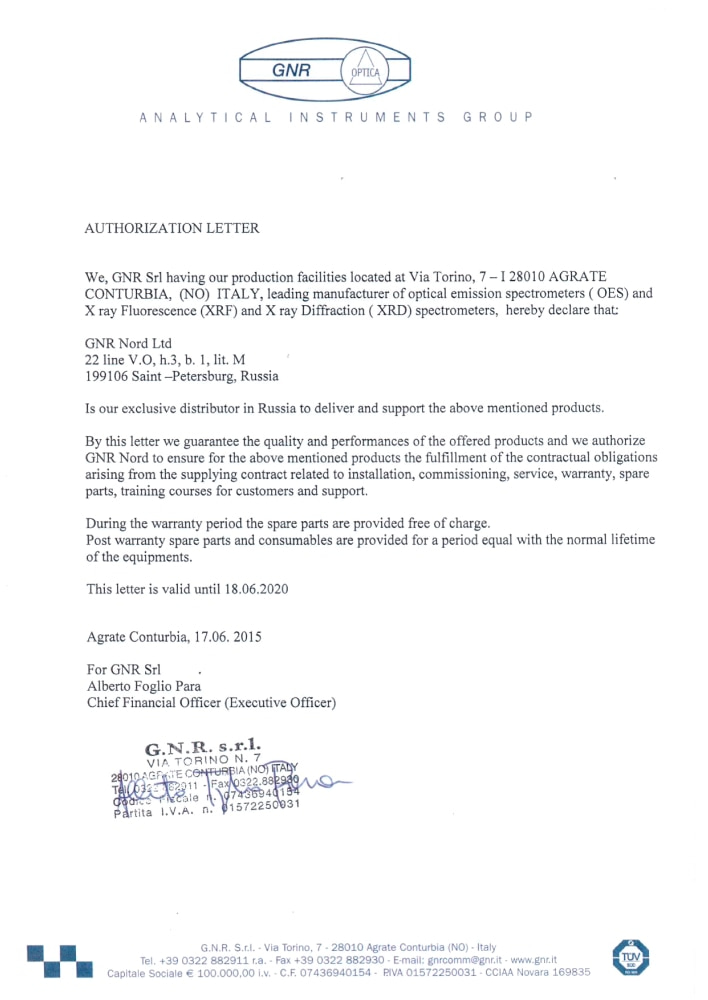 GNR
OPTICA
ANALYTICAL INSTRUMENTS GROUP
AUTHORIZATION LETTER
We, GNR Srl having our production facilities located at Via Torino, 7 – I 28010 AGRATE
CONTURBIA, (NO) ITALY, leading manufacturer of optical emission spectrometers ( OES) and
X ray Fluorescence (XRF) and X ray Diffraction ( XRD) spectrometers, hereby declare that:
GNR Nord Ltd
22 line V.O, h.3, b. 1, lit. M
199106 Saint –Petersburg, Russia
Is our exclusive distributor in Russia to deliver and support the above mentioned products.
By this letter we guarantee the quality and performances of the offered products and we authorize
GNR Nord to ensure for the above mentioned products the fulfillment of the contractual obligations
arising from the supplying contract related to installation, commissioning, service, warranty, spare
parts, training courses for customers and support.
During the warranty period the spare parts are provided free of charge.
Post warranty spare parts and consumables are provided for a period equal with the normal lifetime
of the equipments.
This letter is valid until 18.06.2020
Agrate Conturbia, 17.06. 2015
For GNR Srl
Alberto Foglio Para
Chief Financial Officer (Executive Officer)
G.N.R. s.r.l.
VIA TORINO N. 7
28010 AGRATE CONTURBIA (NO) ITALY
Fax 0322.882930
Codice Fiscale n. 07436940154
Partita I.V.A. n. 01572250031
G.N.R. S.r.l. - Via Torino, 7 - 28010 Agrate Conturbia (NO) - Italy
Tel. +39 0322 882911 r.a. - Fax +39 0322 882930 - E-mail: gnrcomm@gnr.it - www.gnr.it
Capitale Sociale € 100.000,00 i.v. - C.F. 07436940154 - PIVA 01572250031 - CCIAA Novara 169835
TÜV